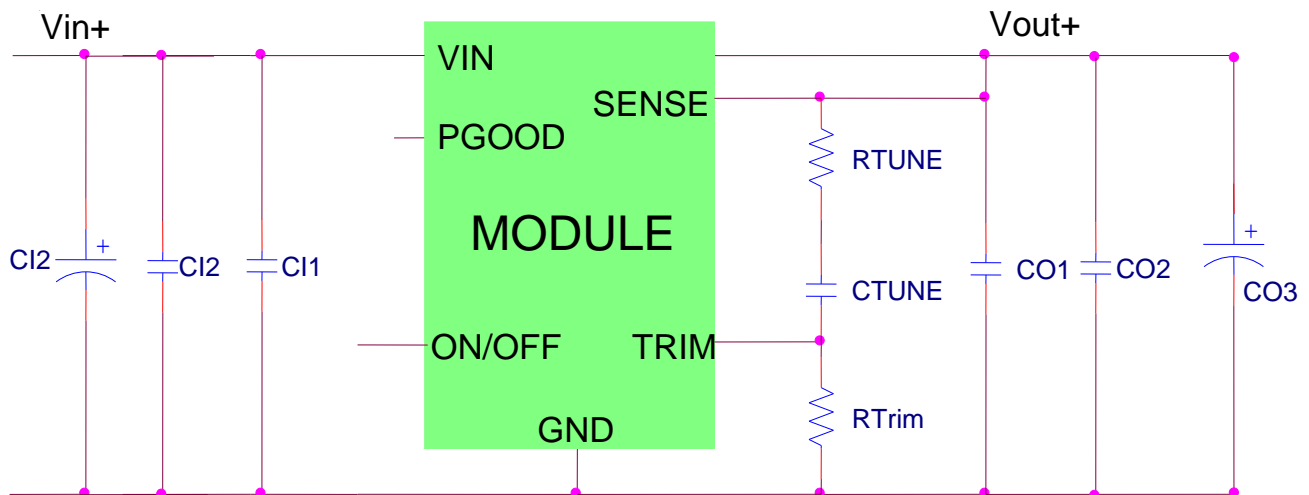 Vin+
Vout+
VIN
SENSE
PGOOD
RTUNE
MODULE
+
CI2
CI2
CI1
+
CO1
CO2
CO3
CTUNE
ON/OFF
TRIM
RTrim
GND